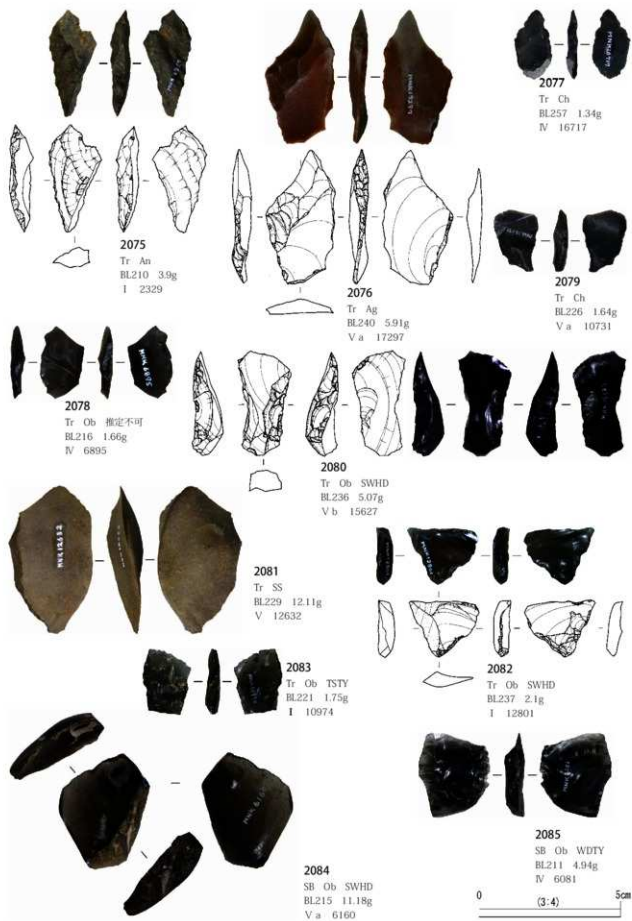 2075
Tr An
BL210 3.9g
I 2329
2076
Tr Ag
BL240 5.91g
V a 17297
2077
Tr Ch
BL257 1.34g
IV 16717
2078
Tr Ob 推定不可
BL216 1.66g
IV 6895
2079
Tr Ch
BL226 1.64g
V a 10731
2080
Tr Ob SWHD
BL236 5.07g
V b 15627
2081
Tr SS
BL229 12.11g
V 12632
MNK12632
2082
Tr Ob SWHD
BL237 2.1g
I 12801
2083
Tr Ob TSTY
BL221 1.75g
I 10974
2084
SB Ob SWHD
BL215 11.18g
V a 6160
2085
SB Ob WDTY
BL211 4.94g
IV 6081
0 (3:4) 5cm